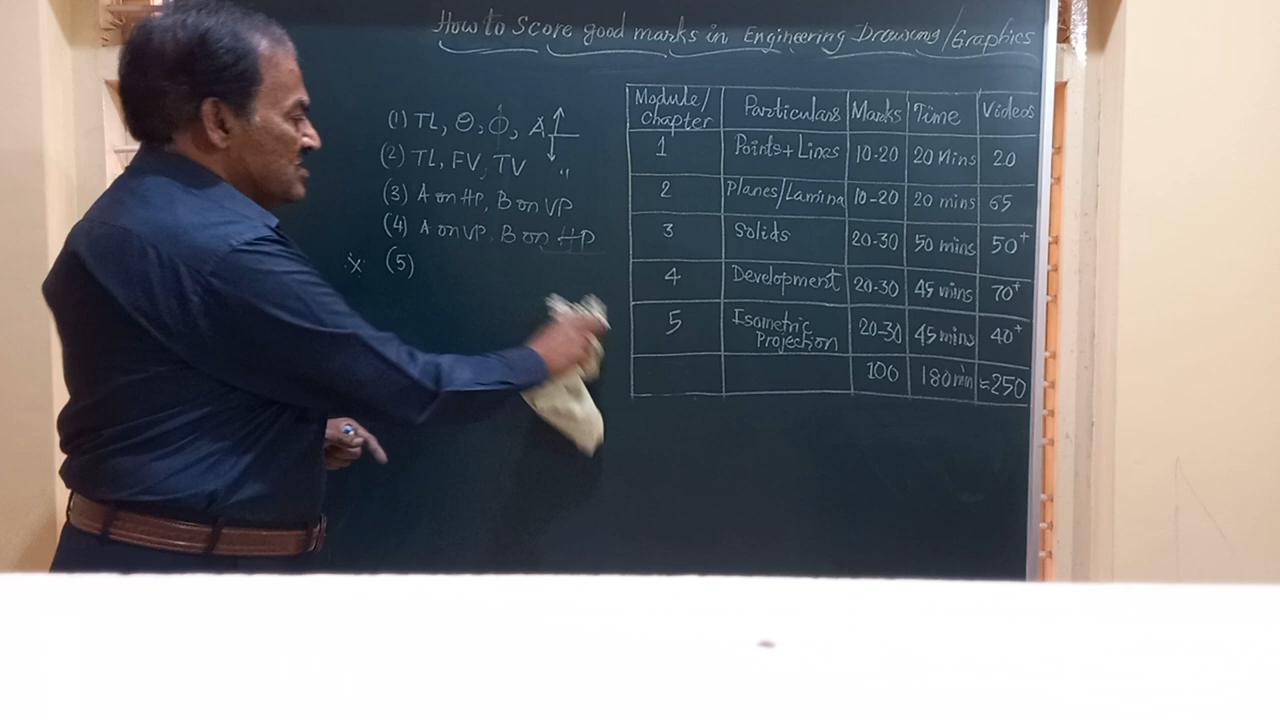 How to Score good marks in Engineering Drawing/Graphics
(1) TL, θ, ϕ, A
(2) TL, FV, TV "
(3) A on HP, B on VP
(4) A on VP, B on HP
(5)
Module/Chapter Particulars Marks Time Videos
1 Points+Lines 10-20 20 Mins 20
2 Planes/Lamina 10-20 20 mins 65
3 Solids 20-30 50 mins 50+
4 Development 20-30 45 mins 70+
5 Isometric Projection 20-30 45 mins 40+
100 180 min ≈250